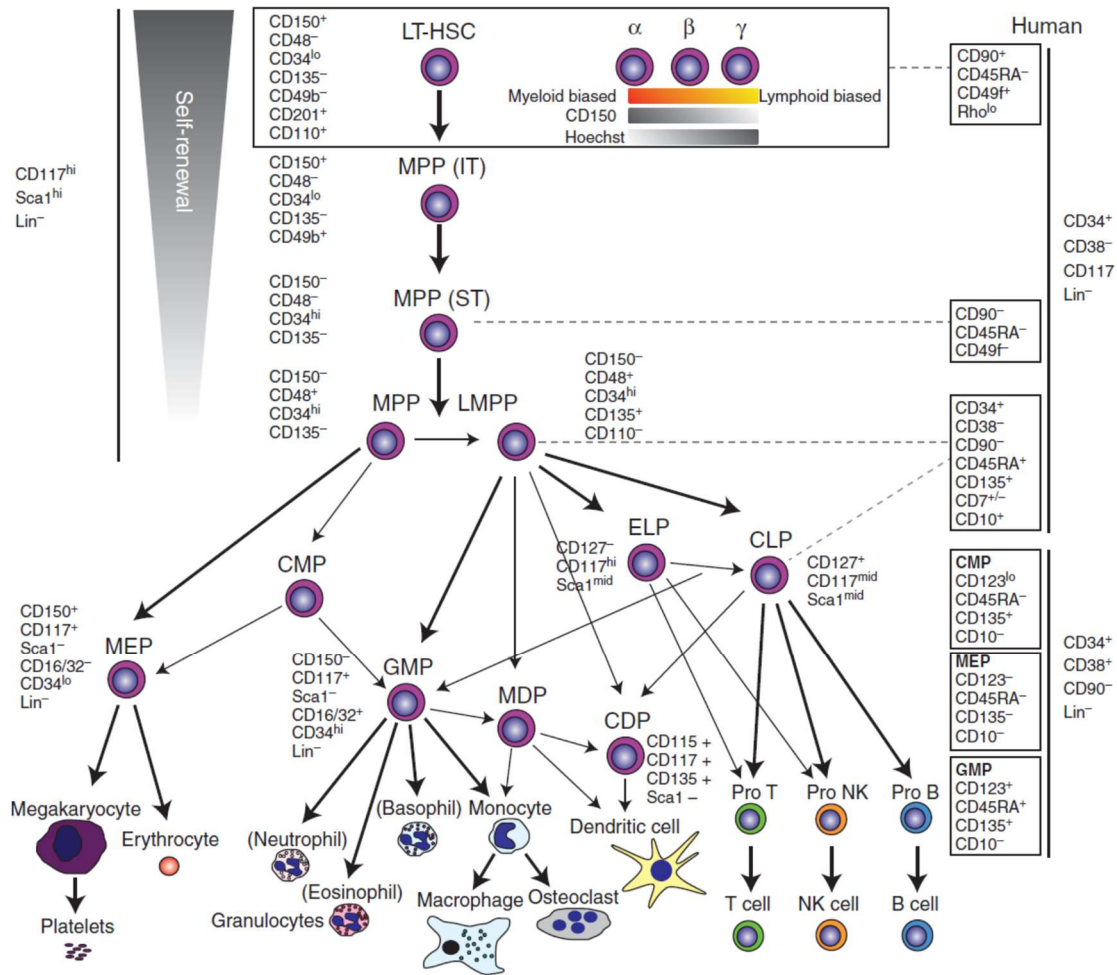 CD150⁺
CD48⁻
CD34ˡᵒ
CD135⁻
CD49b⁻
CD201⁺
CD110⁺
LT-HSC
α β γ
Myeloid biased
Lymphoid biased
CD150
Hoechst
Human
CD90⁺
CD45RA⁻
CD49f⁺
Rhoˡᵒ
Self-renewal
CD117ʰⁱ
Sca1ʰⁱ
Lin⁻
CD150⁺
CD48⁻
CD34ˡᵒ
CD135⁻
CD49b⁺
MPP (IT)
CD34⁺
CD38⁻
CD117
Lin⁻
CD150⁻
CD48⁻
CD34ʰⁱ
CD135⁻
MPP (ST)
CD90⁻
CD45RA⁻
CD49f⁻
CD150⁻
CD48⁺
CD34ʰⁱ
CD135⁻
MPP
LMPP
CD150⁻
CD48⁺
CD34ʰⁱ
CD135⁺
CD110⁻
CD34⁺
CD38⁻
CD90⁻
CD45RA⁺
CD135⁺
CD7⁺/⁻
CD10⁺
ELP
CD127⁻
CD117ʰⁱ
Sca1ᵐⁱᵈ
CLP
CD127⁺
CD117ᵐⁱᵈ
Sca1ᵐⁱᵈ
CMP
CMP
CD123ˡᵒ
CD45RA⁻
CD135⁺
CD10⁻
MEP
CD123⁻
CD45RA⁻
CD135⁻
CD10⁻
GMP
CD123⁺
CD45RA⁺
CD135⁺
CD10⁻
CD34⁺
CD38⁺
CD90⁻
Lin⁻
CD150⁺
CD117⁺
Sca1⁻
CD16/32⁻
CD34ˡᵒ
Lin⁻
MEP
CD150⁻
CD117⁺
Sca1⁻
CD16/32⁺
CD34ʰⁱ
Lin⁻
GMP
MDP
CDP
CD115 +
CD117 +
CD135 +
Sca1 –
Megakaryocyte
Erythrocyte
Platelets
(Neutrophil)
(Eosinophil)
Granulocytes
(Basophil)
Monocyte
Macrophage
Osteoclast
Dendritic cell
Pro T
Pro NK
Pro B
T cell
NK cell
B cell